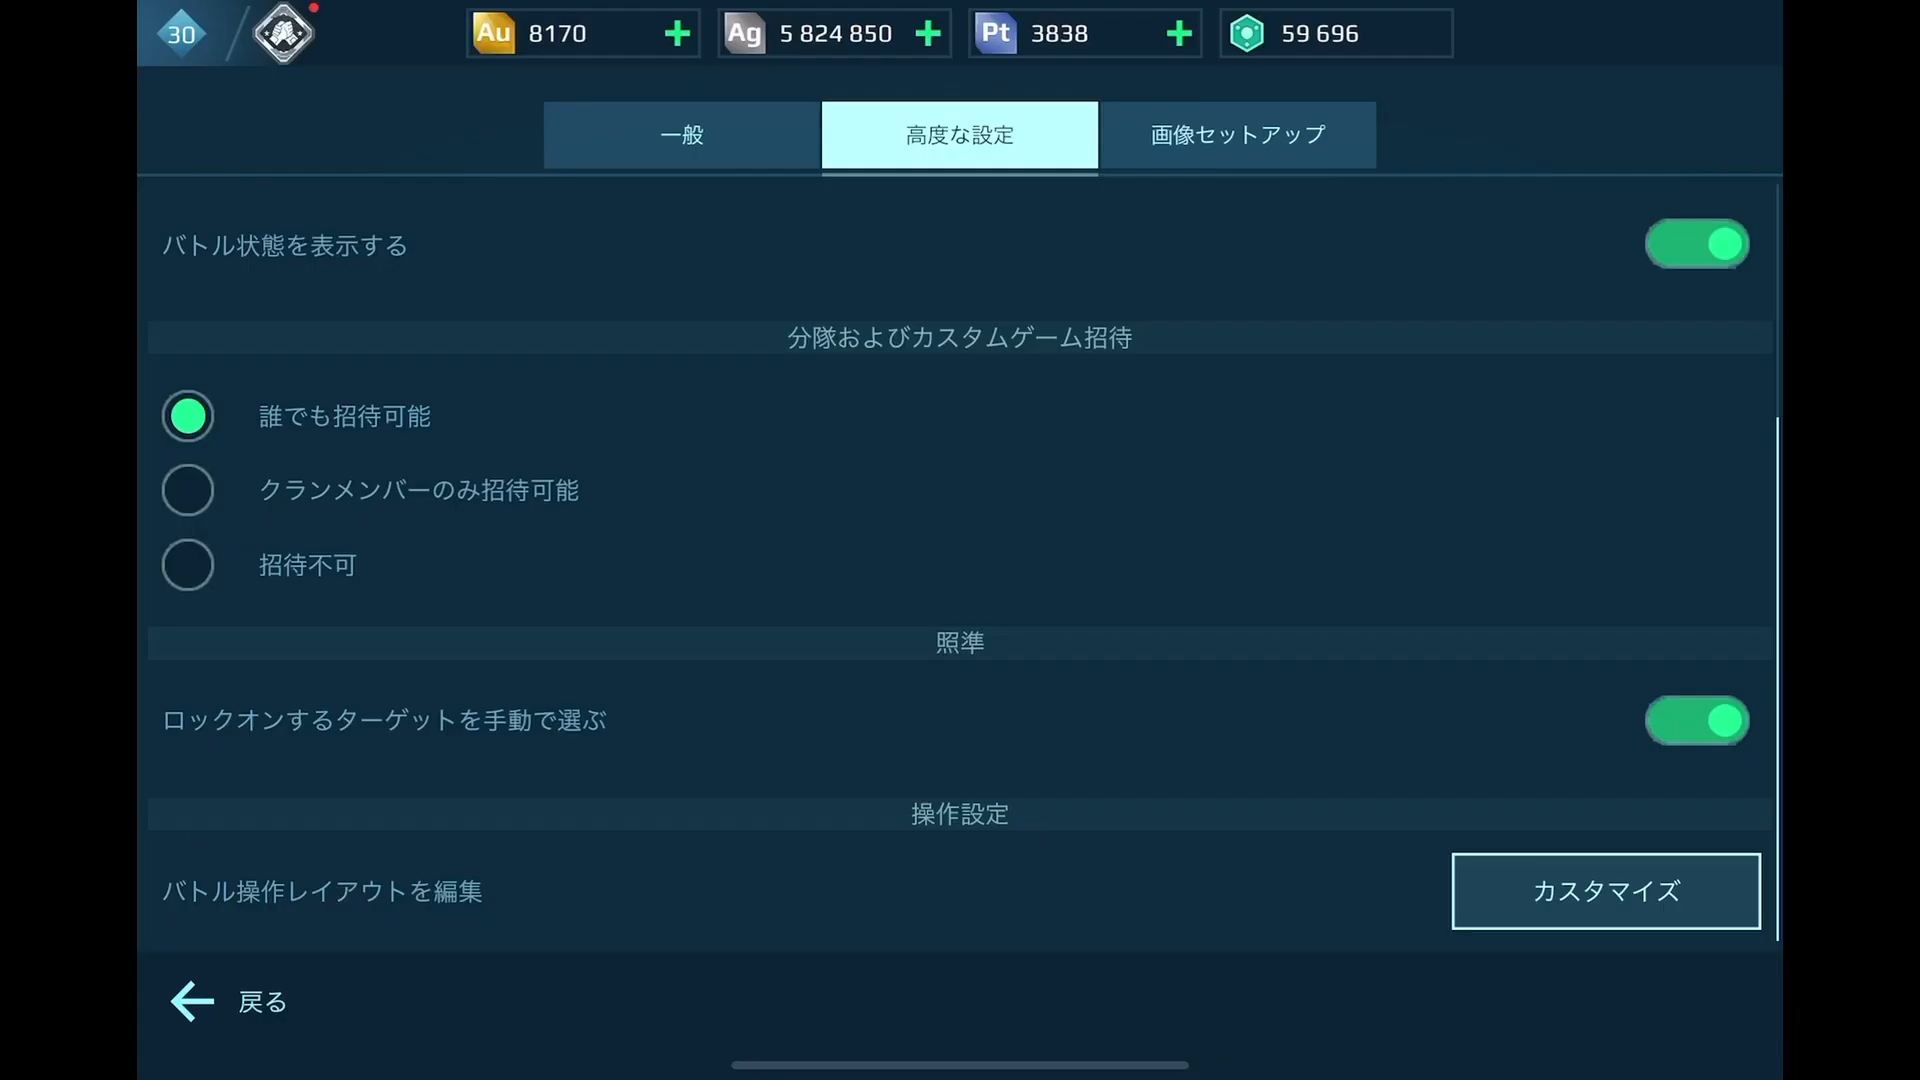 30
Au 8170 +
Ag 5 824 850 +
Pt 3838 +
59 696
一般
高度な設定
画像セットアップ
バトル状態を表示する
分隊およびカスタムゲーム招待
誰でも招待可能
クランメンバーのみ招待可能
招待不可
照準
ロックオンするターゲットを手動で選ぶ
操作設定
バトル操作レイアウトを編集
カスタマイズ
戻る